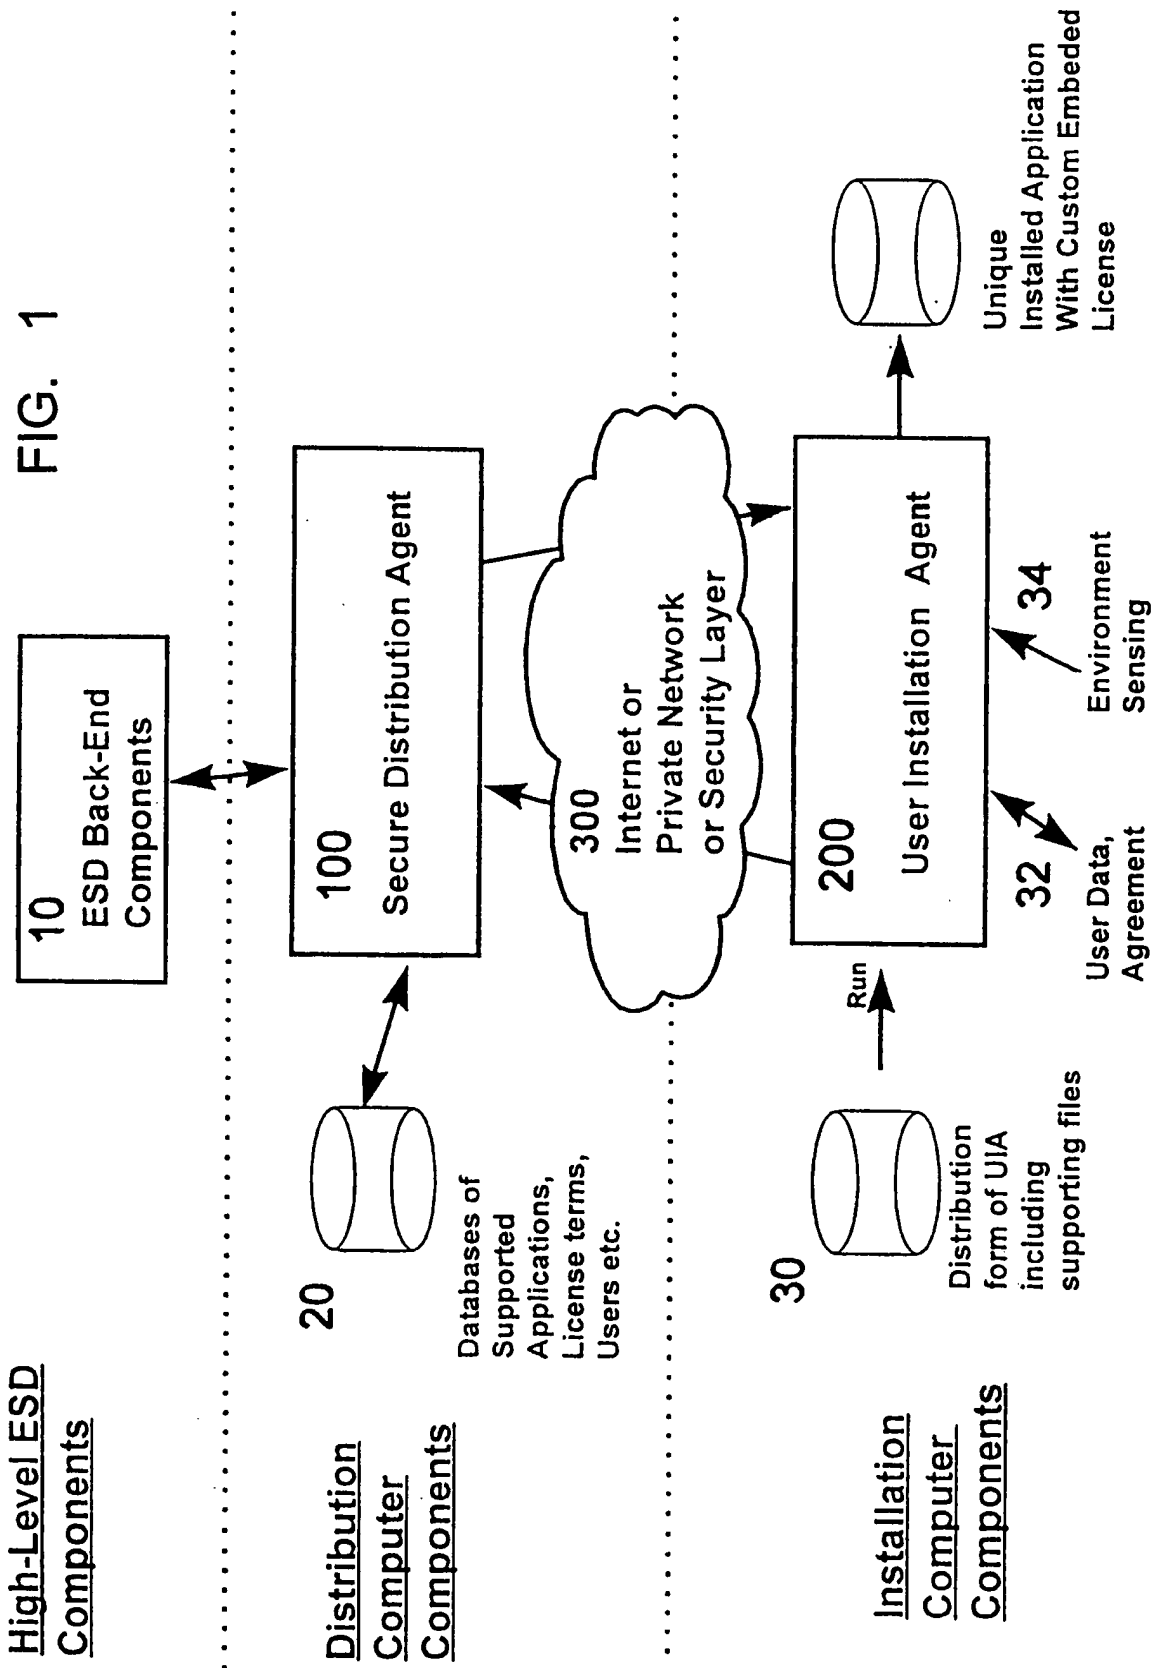 FIG. 1
High-Level ESD
Components
10
ESD Back-End
Components
Distribution
Computer
Components
20
Databases of
Supported
Applications,
License terms,
Users etc.
100
Secure Distribution Agent
300
Internet or
Private Network
or Security Layer
Installation
Computer
Components
30
Distribution
form of UIA
including
supporting files
Run
200
User Installation Agent
32
User Data,
Agreement
34
Environment
Sensing
Unique
Installed Application
With Custom Embeded
License